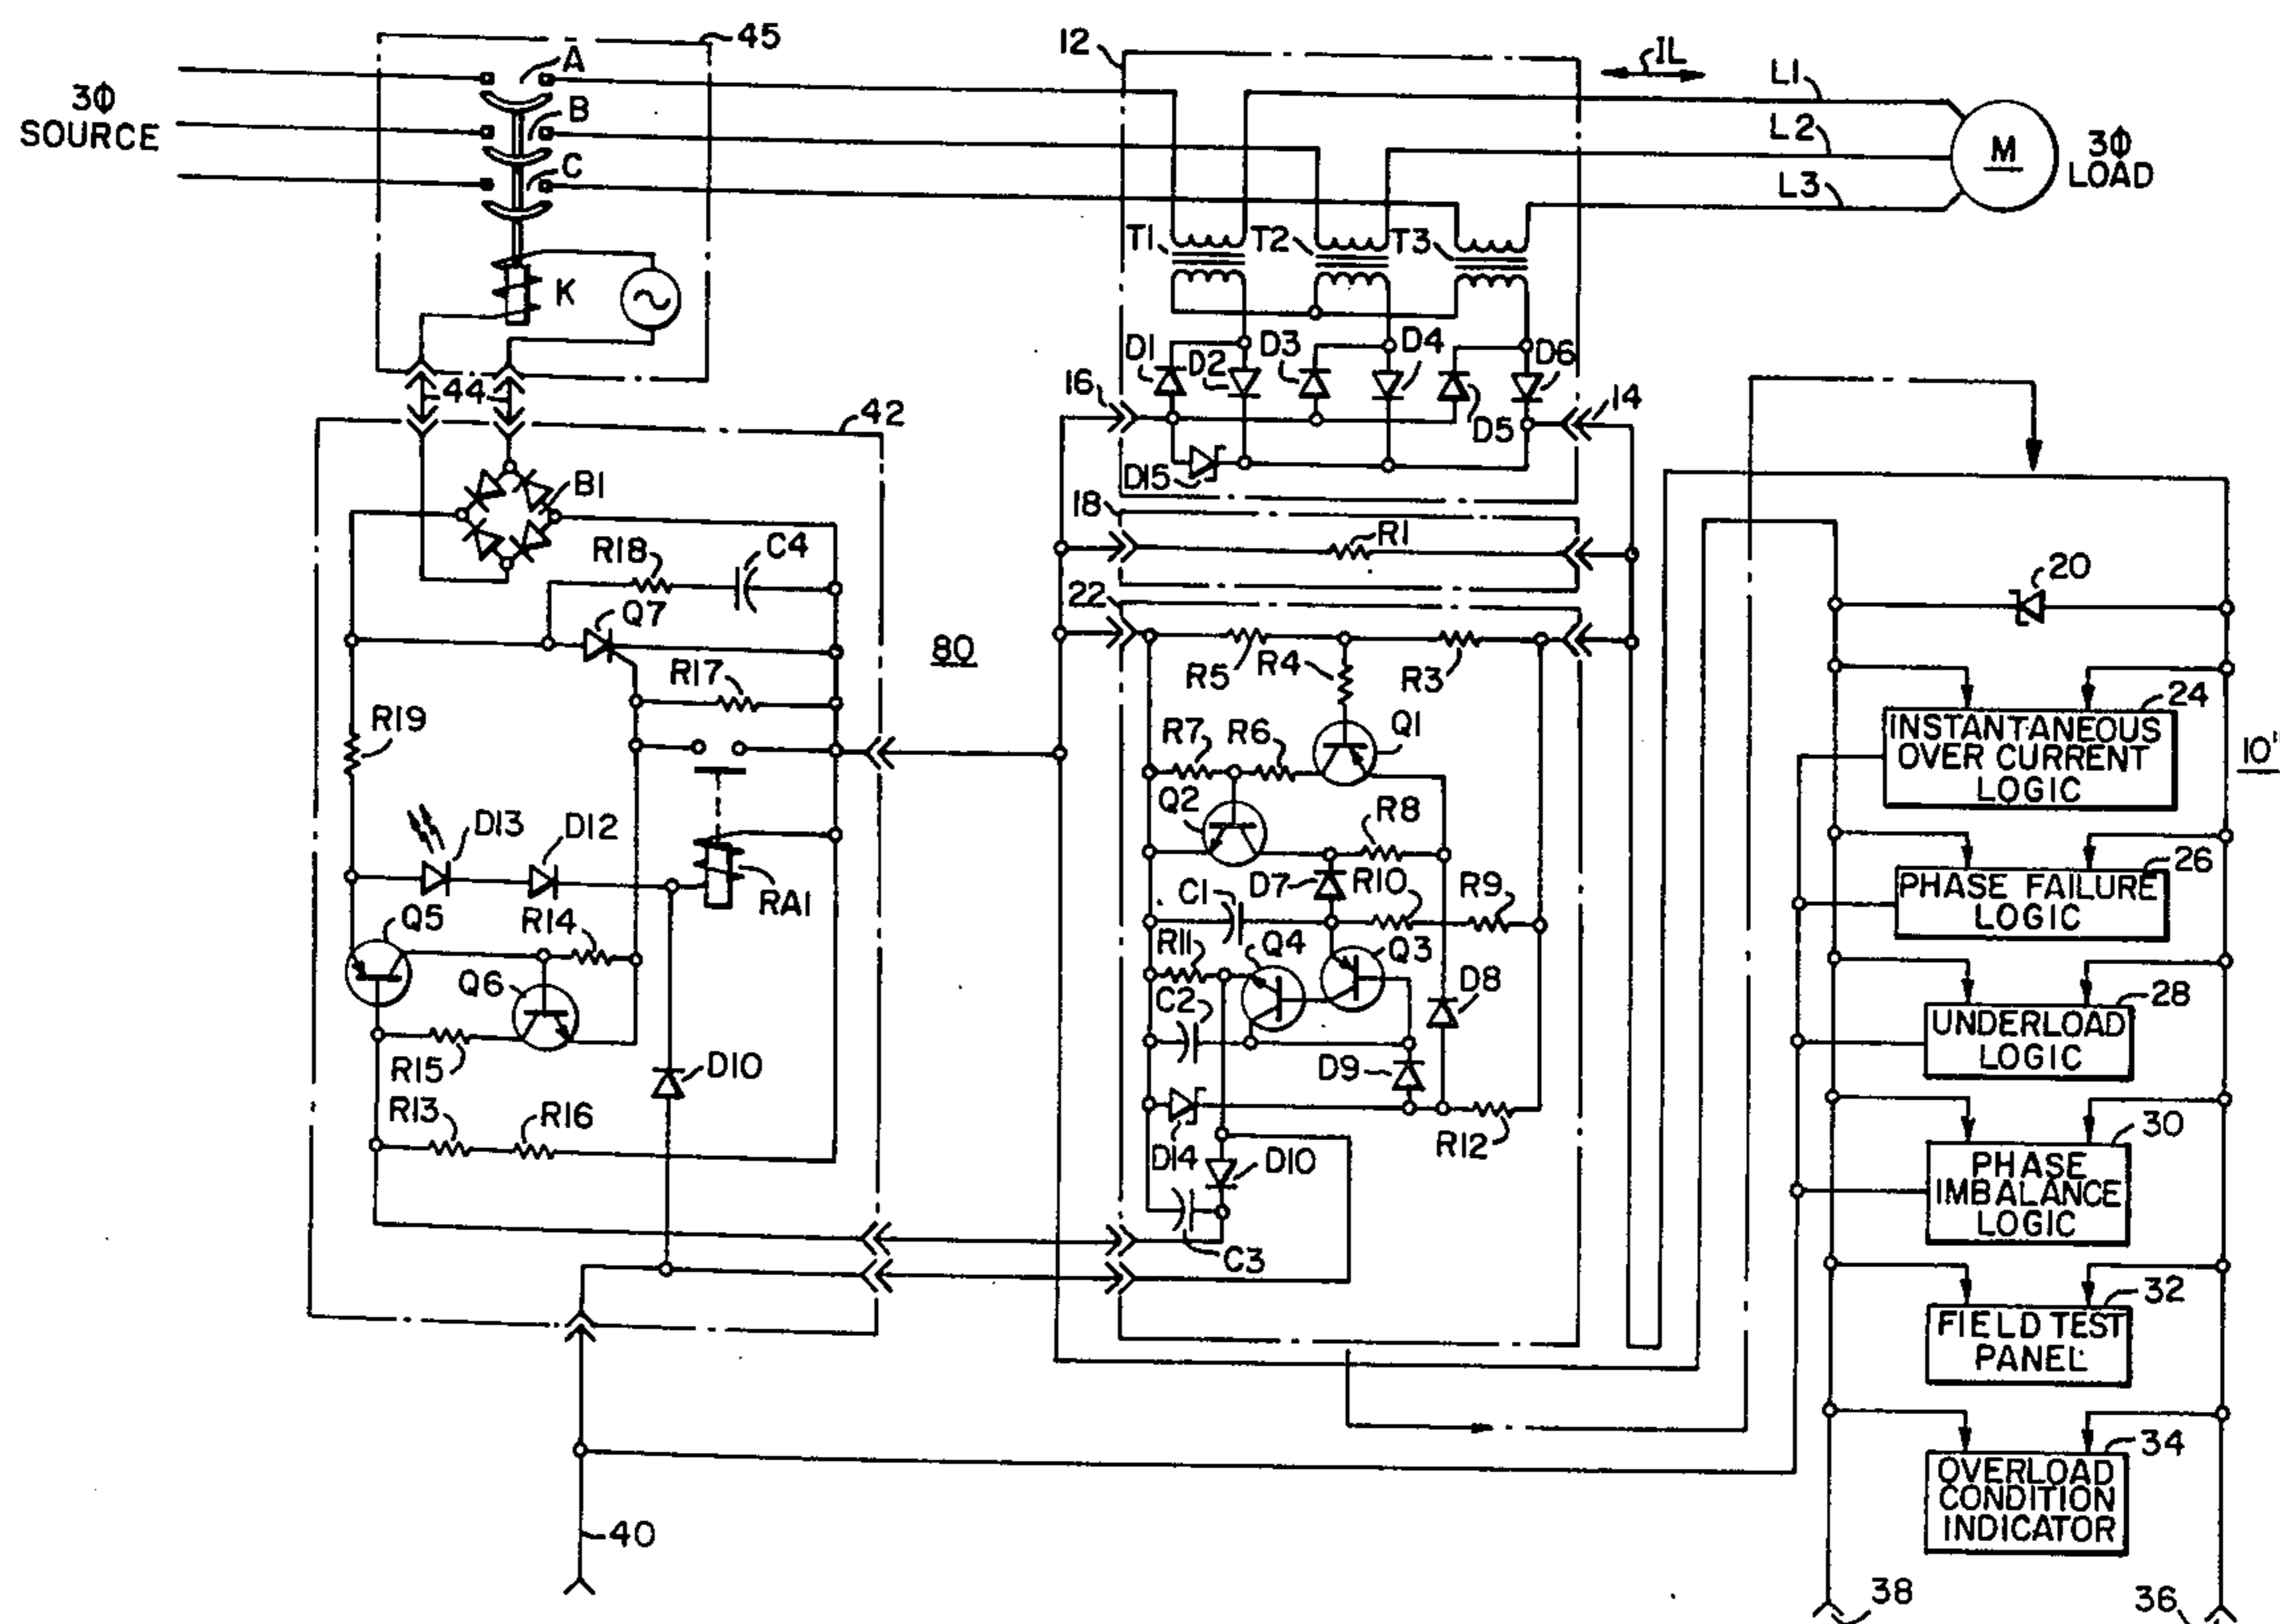 45
A
3Φ
SOURCE
B
C
K
44
12
IL
L1
L2
L3
M
3Φ
LOAD
T1
T2
T3
D1
D2
D3
D4
D5
D6
16
14
D15
42
B1
R18
C4
Q7
80
R17
R19
D13
D12
RA1
Q5
R14
Q6
R15
D10
R13
R16
40
18
R1
22
R5
R4
R3
Q1
R7
R6
Q2
R8
D7
R10
R9
C1
R11
Q4
Q3
C2
D8
D9
D14
D10
R12
C3
20
24
INSTANTANEOUS
OVER CURRENT
LOGIC
10'
26
PHASE FAILURE
LOGIC
28
UNDERLOAD
LOGIC
30
PHASE
IMBALANCE
LOGIC
32
FIELD TEST
PANEL
34
OVERLOAD
CONDITION
INDICATOR
38
36